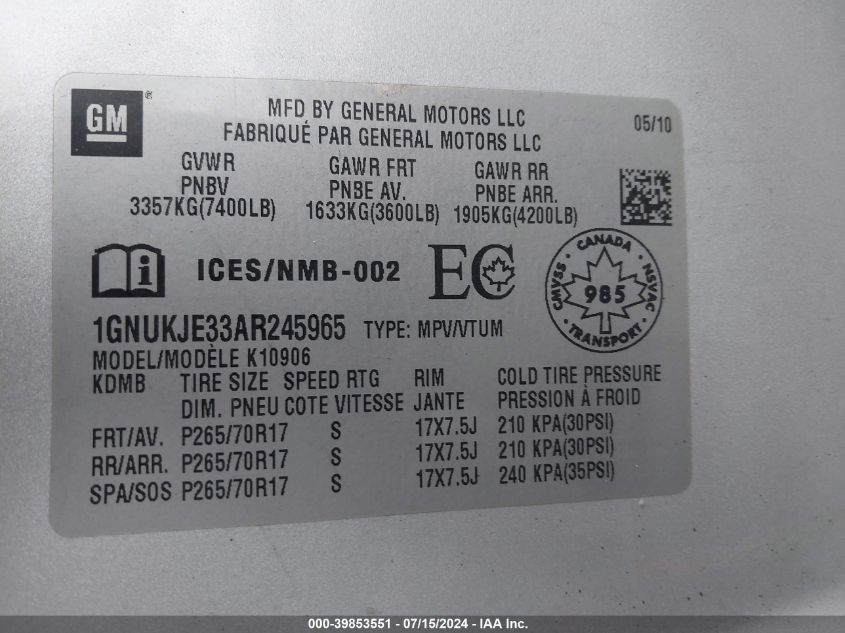 GM
MFD BY GENERAL MOTORS LLC
FABRIQUÉ PAR GENERAL MOTORS LLC
05/10
GVWR GAWR FRT GAWR RR
PNBV PNBE AV. PNBE ARR.
3357KG(7400LB) 1633KG(3600LB) 1905KG(4200LB)
i ICES/NMB-002 EC
CANADA
CMVSS 985 NSVAC
TRANSPORT
1GNUKJE33AR245965 TYPE: MPV/VTUM
MODEL/MODÈLE K10906
KDMB TIRE SIZE SPEED RTG RIM COLD TIRE PRESSURE
DIM. PNEU COTE VITESSE JANTE PRESSION À FROID
FRT/AV. P265/70R17 S 17X7.5J 210 KPA(30PSI)
RR/ARR. P265/70R17 S 17X7.5J 210 KPA(30PSI)
SPA/SOS P265/70R17 S 17X7.5J 240 KPA(35PSI)
000-39853551 - 07/15/2024 - IAA Inc.